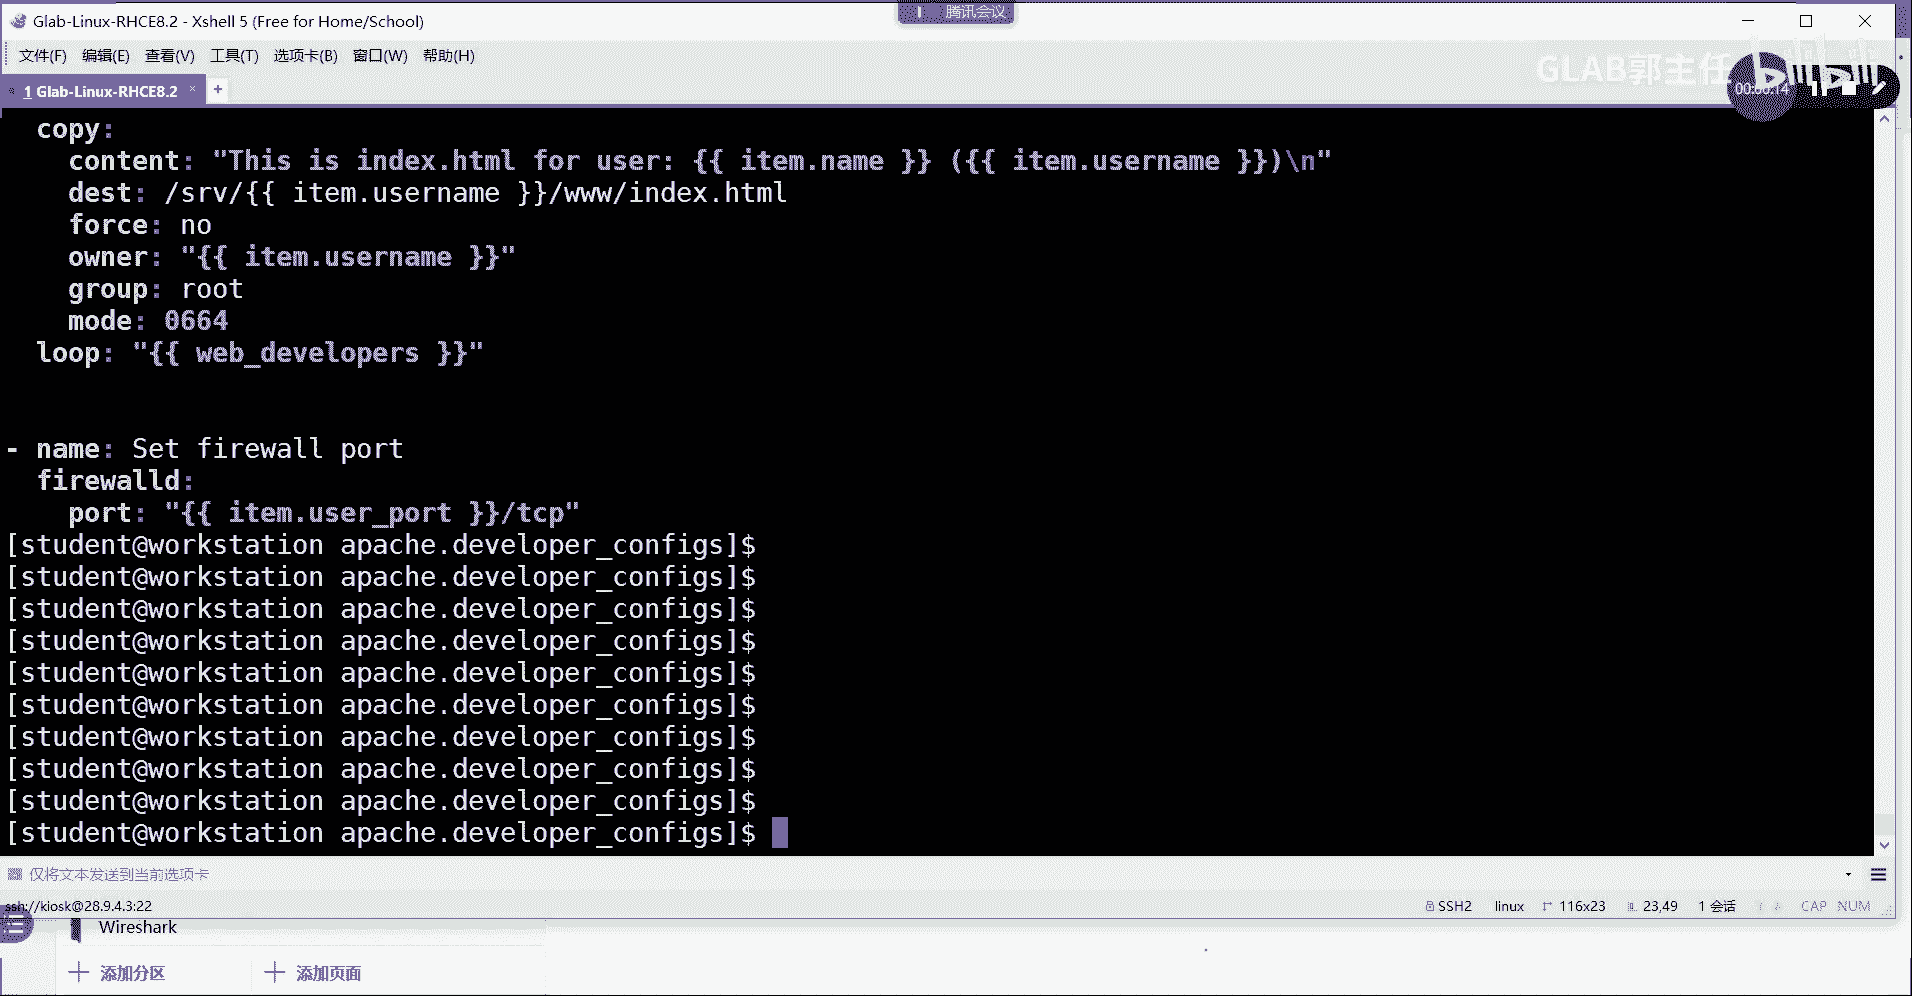 Glab-Linux-RHCE8.2 - Xshell 5 (Free for Home/School)
腾讯会议
文件(F) 编辑(E) 查看(V) 工具(T) 选项卡(B) 窗口(W) 帮助(H)
GLAB郭主任
1 Glab-Linux-RHCE8.2 × +
  copy:
    content: "This is index.html for user: {{ item.name }} ({{ item.username }})\n"
    dest: /srv/{{ item.username }}/www/index.html
    force: no
    owner: "{{ item.username }}"
    group: root
    mode: 0664
  loop: "{{ web_developers }}"
- name: Set firewall port
  firewalld:
    port: "{{ item.user_port }}/tcp"
[student@workstation apache.developer_configs]$
[student@workstation apache.developer_configs]$
[student@workstation apache.developer_configs]$
[student@workstation apache.developer_configs]$
[student@workstation apache.developer_configs]$
[student@workstation apache.developer_configs]$
[student@workstation apache.developer_configs]$
[student@workstation apache.developer_configs]$
[student@workstation apache.developer_configs]$
[student@workstation apache.developer_configs]$
仅将文本发送到当前选项卡
ssh://kiosk@28.9.4.3:22 SSH2 linux 116x23 23,49 1 会话 CAP NUM
Wireshark
添加分区 添加页面